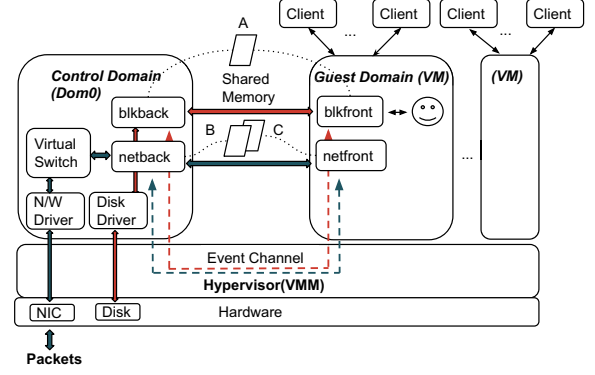 A
Client
...
Client
Client
...
Client
Control Domain
(Dom0)
Shared
Memory
Guest Domain (VM)
(VM)
blkback
blkfront
B
C
Virtual
Switch
netback
netfront
...
N/W
Driver
Disk
Driver
Event Channel
Hypervisor(VMM)
NIC
Disk
Hardware
Packets